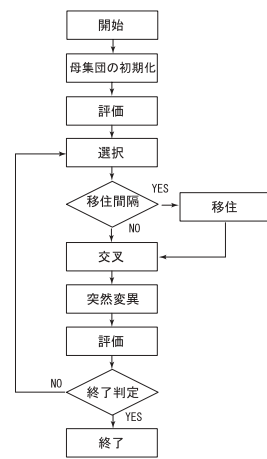 開始
母集団の初期化
評価
選択
移住間隔
YES
移住
NO
交叉
突然変異
評価
終了判定
NO
YES
終了